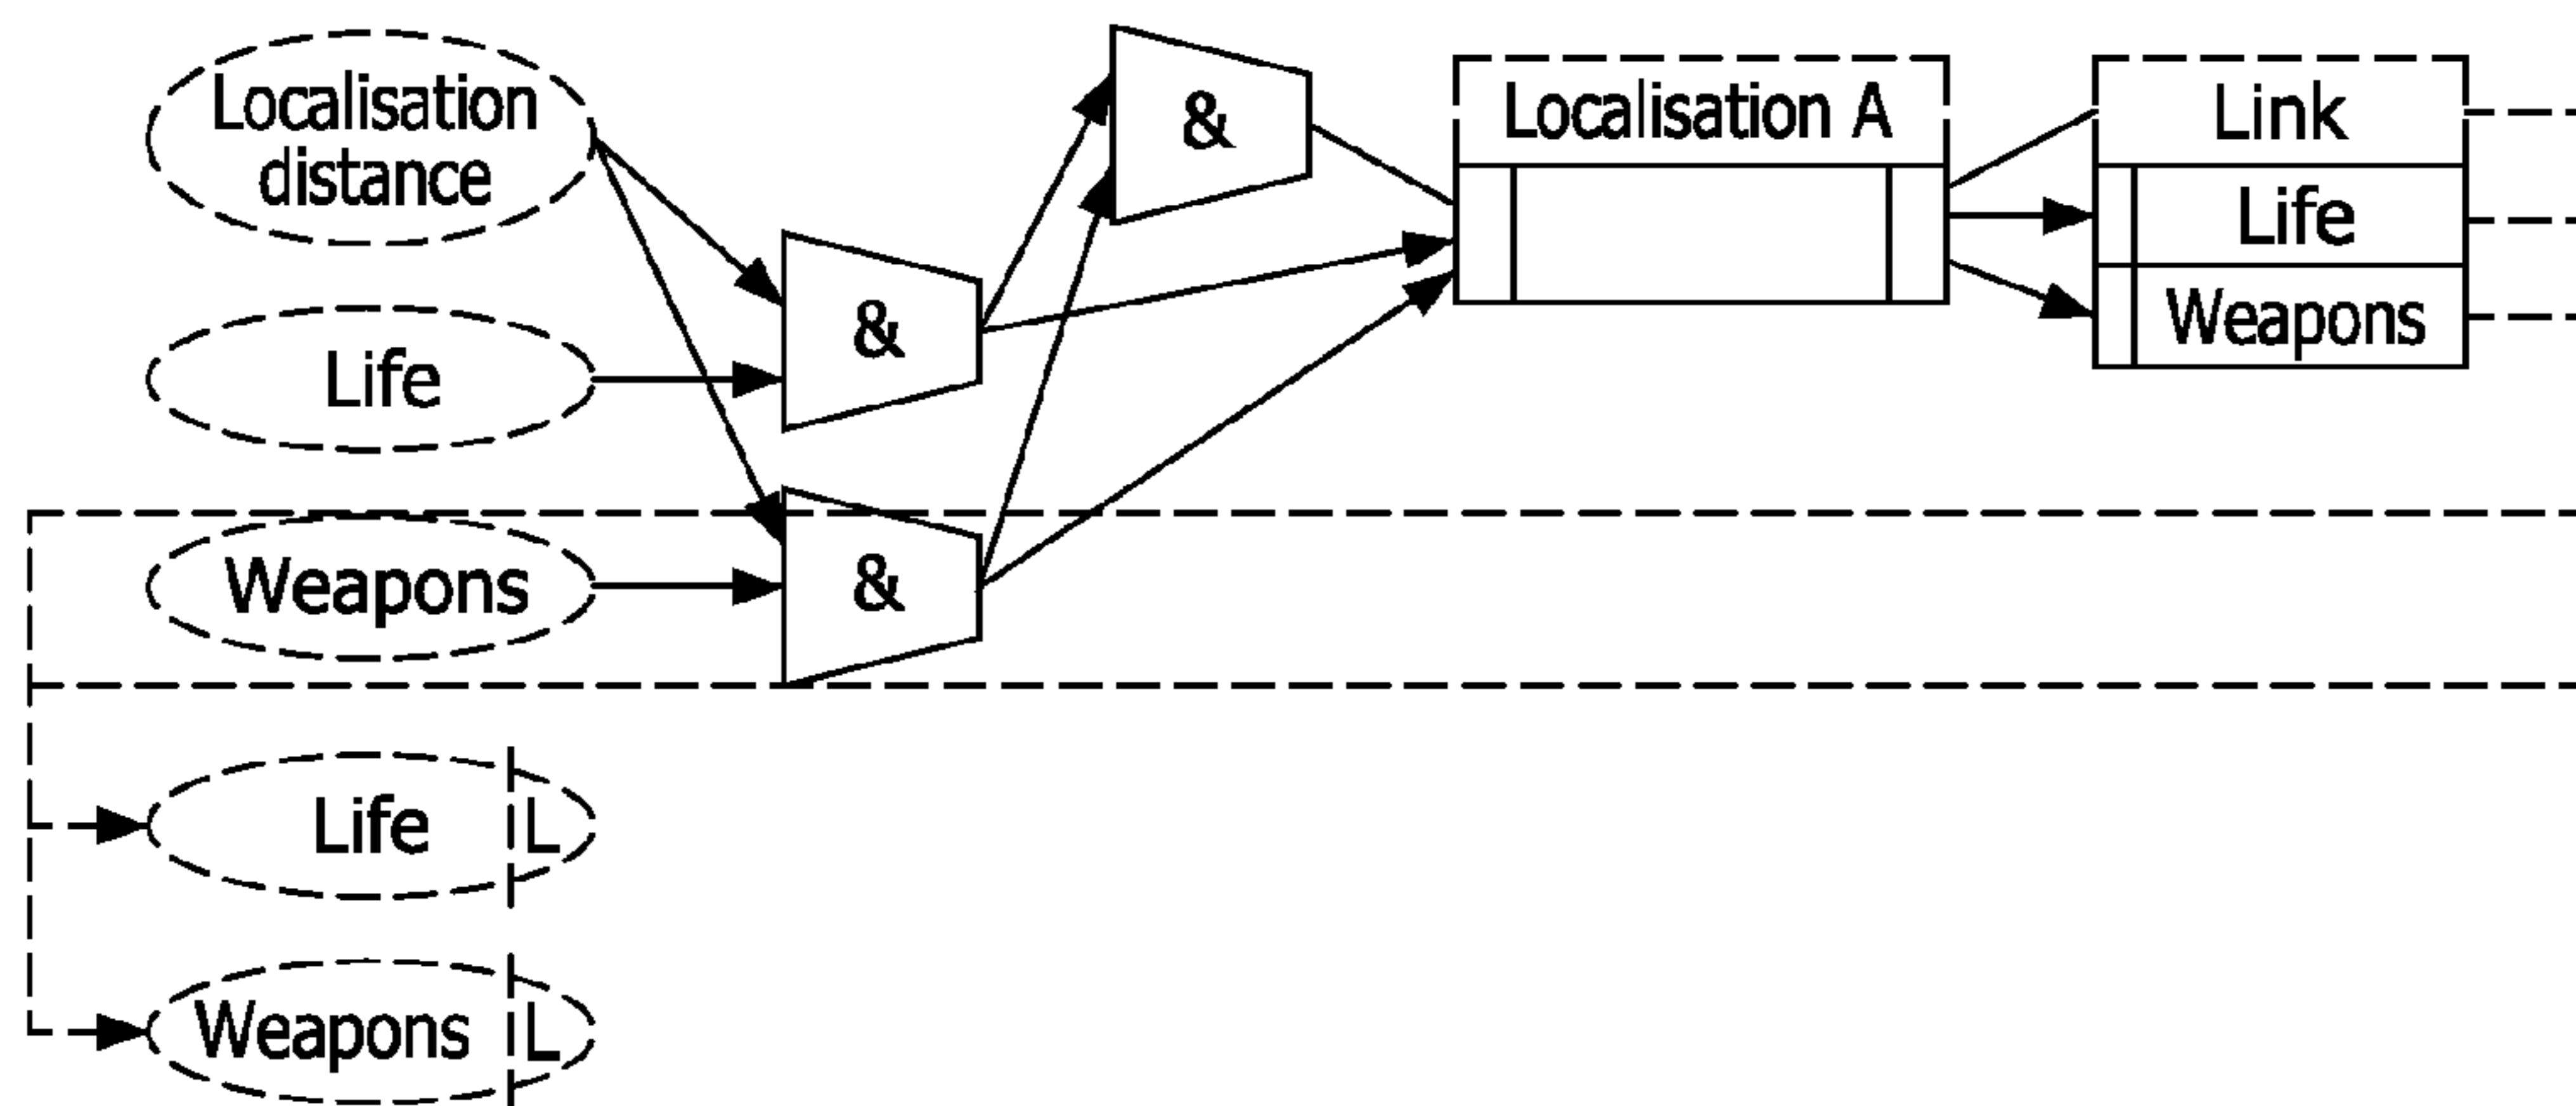 Localisation
distance
&
Localisation A
Link
Life
Weapons
&
Life
Weapons
&
Life L
Weapons L